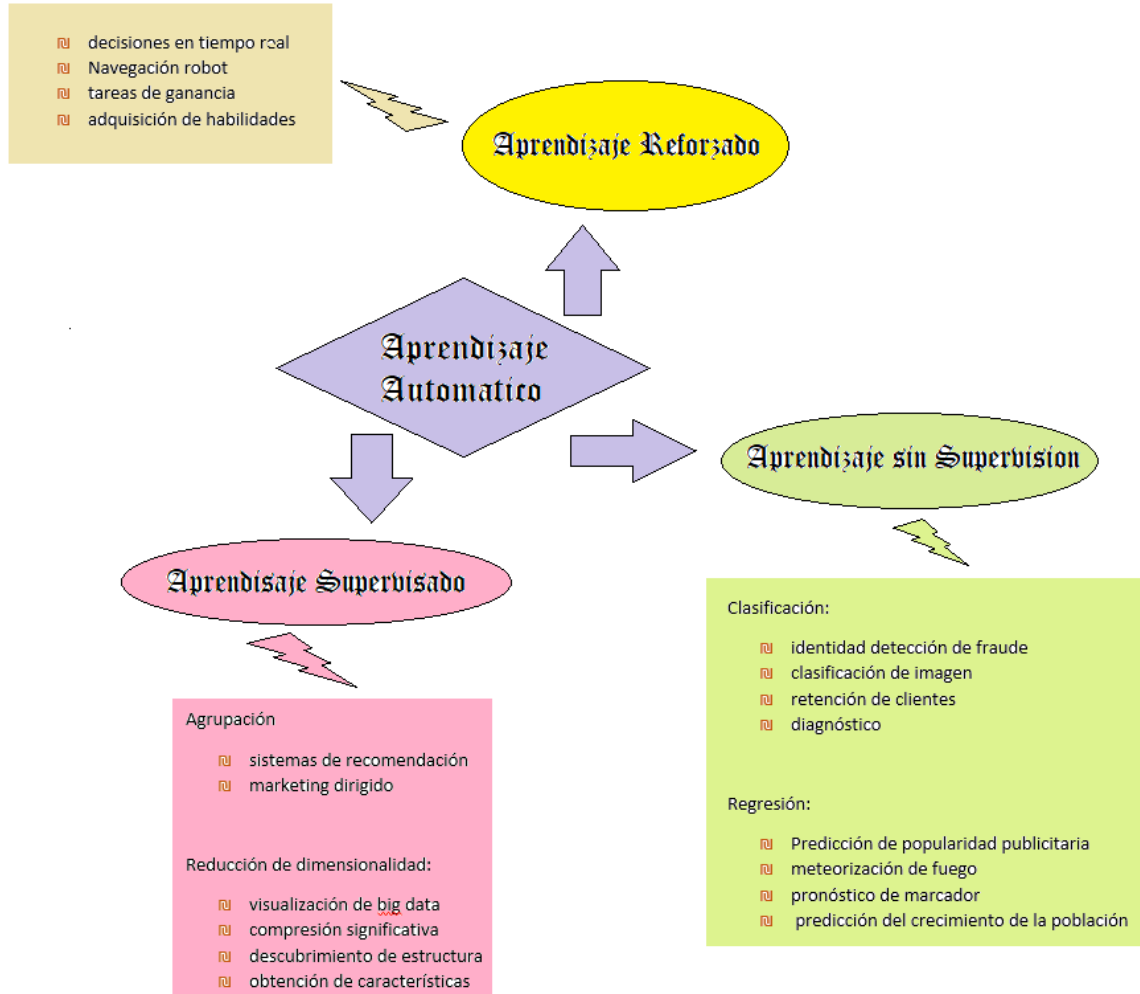 decisiones en tiempo real
Navegación robot
tareas de ganancia
adquisición de habilidades
Aprendizaje Reforzado
Aprendizaje
Automatico
Aprendizaje sin Supervision
Aprendisaje Supervisado
Agrupación
sistemas de recomendación
marketing dirigido
Reducción de dimensionalidad:
visualización de big data
compresión significativa
descubrimiento de estructura
obtención de características
Clasificación:
identidad detección de fraude
clasificación de imagen
retención de clientes
diagnóstico
Regresión:
Predicción de popularidad publicitaria
meteorización de fuego
pronóstico de marcador
predicción del crecimiento de la población